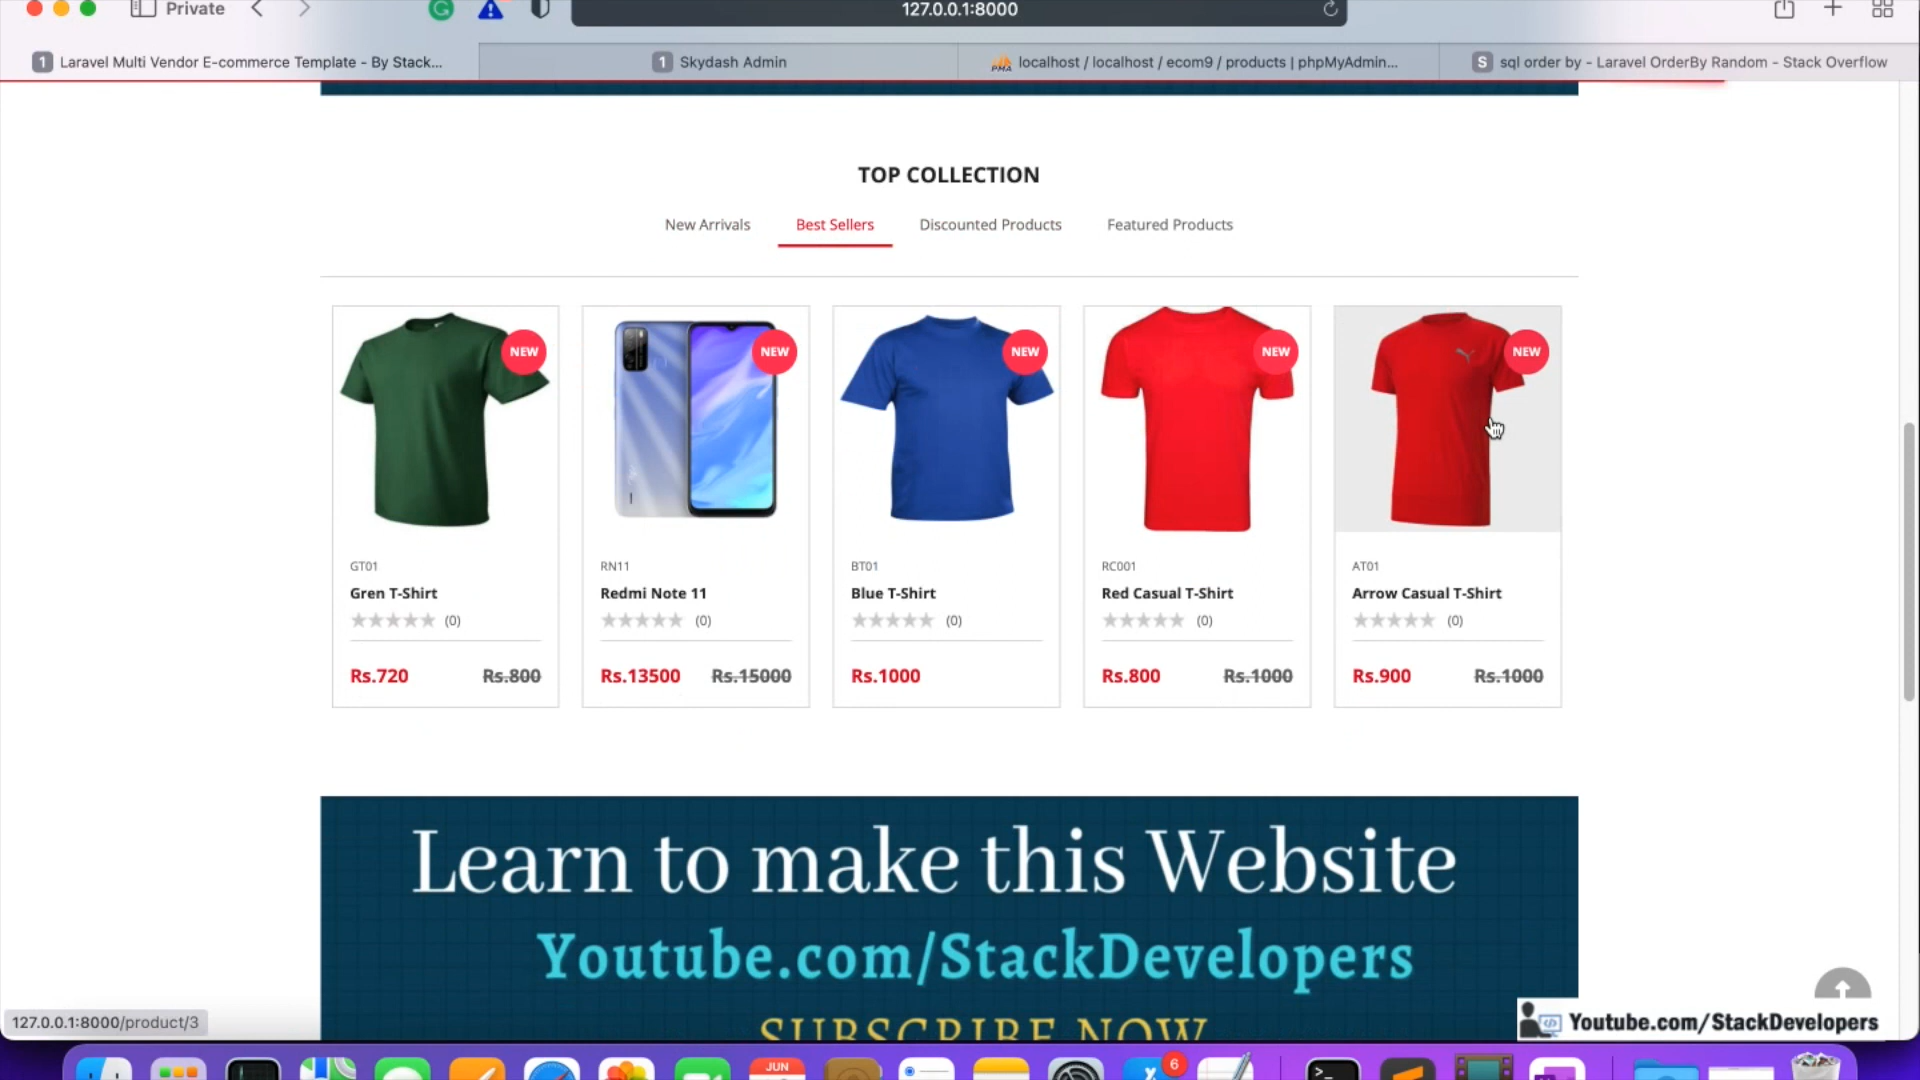 Private
127.0.0.1:8000
1 Laravel Multi Vendor E-commerce Template - By Stack...
1 Skydash Admin
PMA localhost / localhost / ecom9 / products | phpMyAdmin...
S sql order by - Laravel OrderBy Random - Stack Overflow
TOP COLLECTION
New Arrivals Best Sellers Discounted Products Featured Products
NEW NEW NEW NEW NEW
GT01
Gren T-Shirt
(0)
Rs.720 Rs.800
RN11
Redmi Note 11
(0)
Rs.13500 Rs.15000
BT01
Blue T-Shirt
(0)
Rs.1000
RC001
Red Casual T-Shirt
(0)
Rs.800 Rs.1000
AT01
Arrow Casual T-Shirt
(0)
Rs.900 Rs.1000
Learn to make this Website
Youtube.com/StackDevelopers
SUBSCRIBE NOW
127.0.0.1:8000/product/3
Youtube.com/StackDevelopers
JUN
6